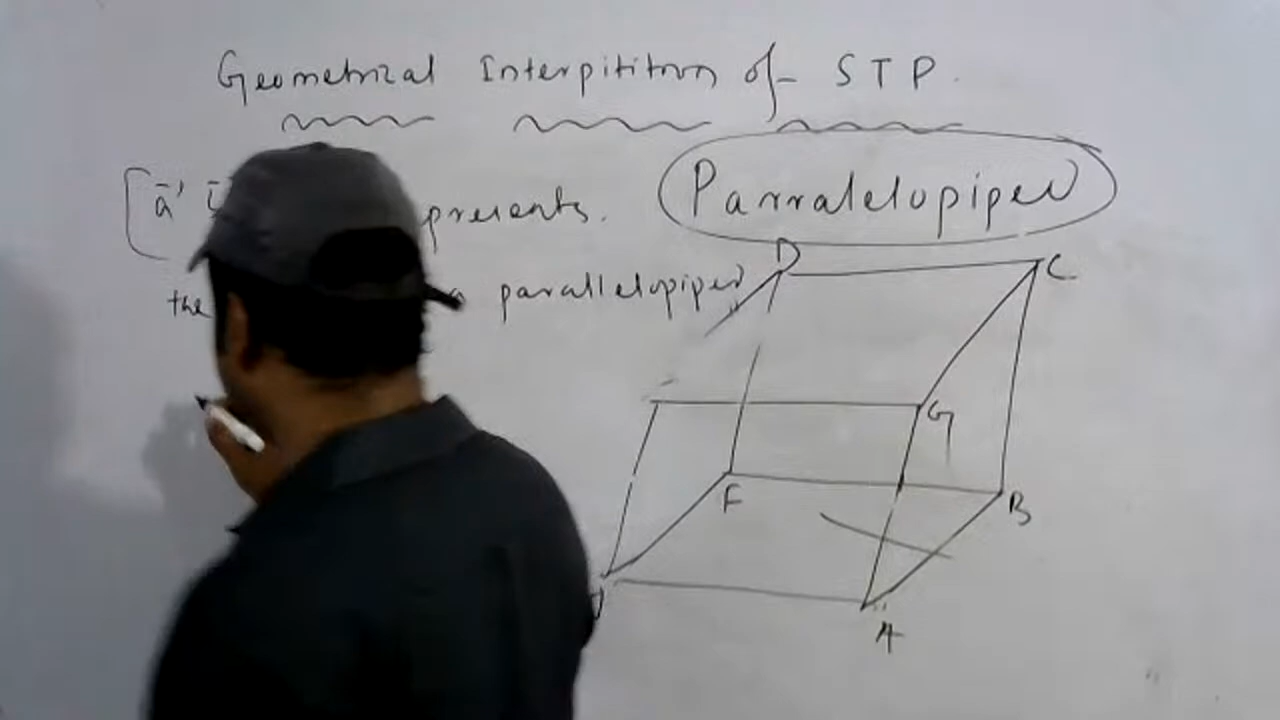 Geometrical Interpititon of STP.
[ā'
presents.
Parralelopiped
the
parallelopiped
D
C
G
F
B
A